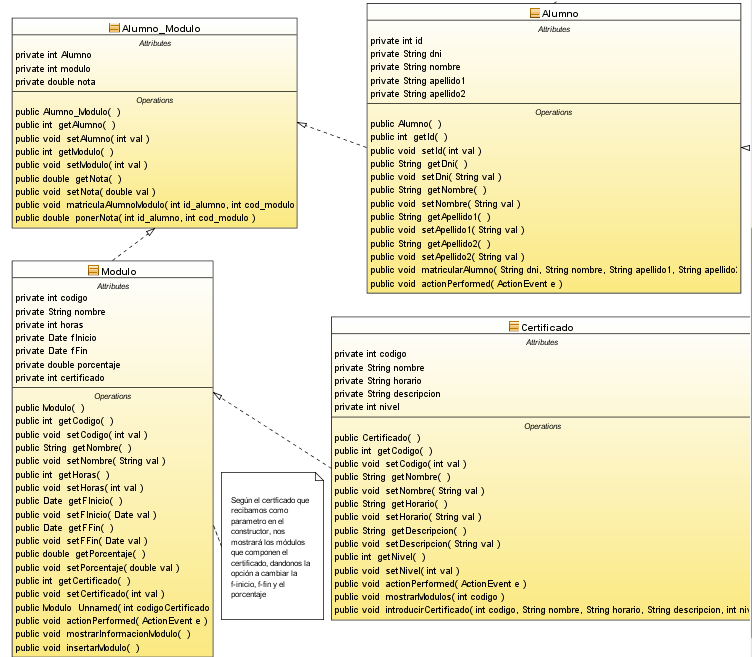 Alumno_Modulo
Attributes
private int Alumno
private int modulo
private double nota
Operations
public Alumno_Modulo( )
public int getAlumno( )
public void setAlumno( int val )
public int getModulo( )
public void setModulo( int val )
public double getNota( )
public void setNota( double val )
public void matriculaAlumnoModulo( int id_alumno, int cod_modulo
public double ponerNota( int id_alumno, int cod_modulo )
Alumno
Attributes
private int id
private String dni
private String nombre
private String apellido1
private String apellido2
Operations
public Alumno( )
public int getId( )
public void setId( int val )
public String getDni( )
public void setDni( String val )
public String getNombre( )
public void setNombre( String val )
public String getApellido1( )
public void setApellido1( String val )
public String getApellido2( )
public void setApellido2( String val )
public void matricularAlumno( String dni, String nombre, String apellido1, String apellido
public void actionPerformed( ActionEvent e )
Modulo
Attributes
private int codigo
private String nombre
private int horas
private Date fInicio
private Date fFin
private double porcentaje
private int certificado
Operations
public Modulo( )
public int getCodigo( )
public void setCodigo( int val )
public String getNombre( )
public void setNombre( String val )
public int getHoras( )
public void setHoras( int val )
public Date getFInicio( )
public void setFInicio( Date val )
public Date getFFin( )
public void setFFin( Date val )
public double getPorcentaje( )
public void setPorcentaje( double val )
public int getCertificado( )
public void setCertificado( int val )
public Modulo Unnamed( int codigoCertificado
public void actionPerformed( ActionEvent e )
public void mostrarInformacionModulo( )
public void insertarModulo( )
Según el certficado que
recibamos como
parametro en el
constructor, nos
mostrará los módulos
que componen el
certificado, dandonos la
opción a cambiar la
f-inicio, f-fin y el
porcentaje
Certificado
Attributes
private int codigo
private String nombre
private String horario
private String descripcion
private int nivel
Operations
public Certificado( )
public int getCodigo( )
public void setCodigo( int val )
public String getNombre( )
public void setNombre( String val )
public String getHorario( )
public void setHorario( String val )
public String getDescripcion( )
public void setDescripcion( String val )
public int getNivel( )
public void setNivel( int val )
public void actionPerformed( ActionEvent e )
public void mostrarModulos( int codigo )
public void introducirCertificado( int codigo, String nombre, String horario, String descripcion, int niv